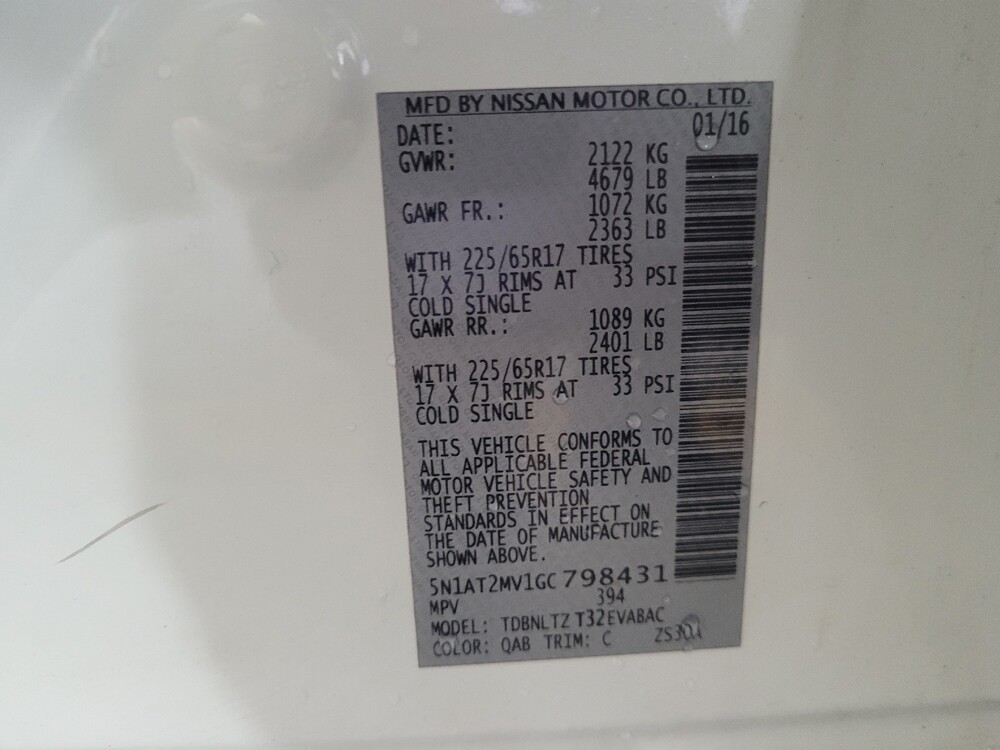 MFD BY NISSAN MOTOR CO., LTD.
DATE: 01/16
GVWR: 2122 KG
4679 LB
GAWR FR.: 1072 KG
2363 LB
WITH 225/65R17 TIRES
17 X 7J RIMS AT 33 PSI
COLD SINGLE
GAWR RR.: 1089 KG
2401 LB
WITH 225/65R17 TIRES
17 X 7J RIMS AT 33 PSI
COLD SINGLE
THIS VEHICLE CONFORMS TO
ALL APPLICABLE FEDERAL
MOTOR VEHICLE SAFETY AND
THEFT PREVENTION
STANDARDS IN EFFECT ON
THE DATE OF MANUFACTURE
SHOWN ABOVE.
5N1AT2MV1GC 798431
MPV 394
MODEL: TDBNLTZ T32EVABAC
COLOR: QAB TRIM: C